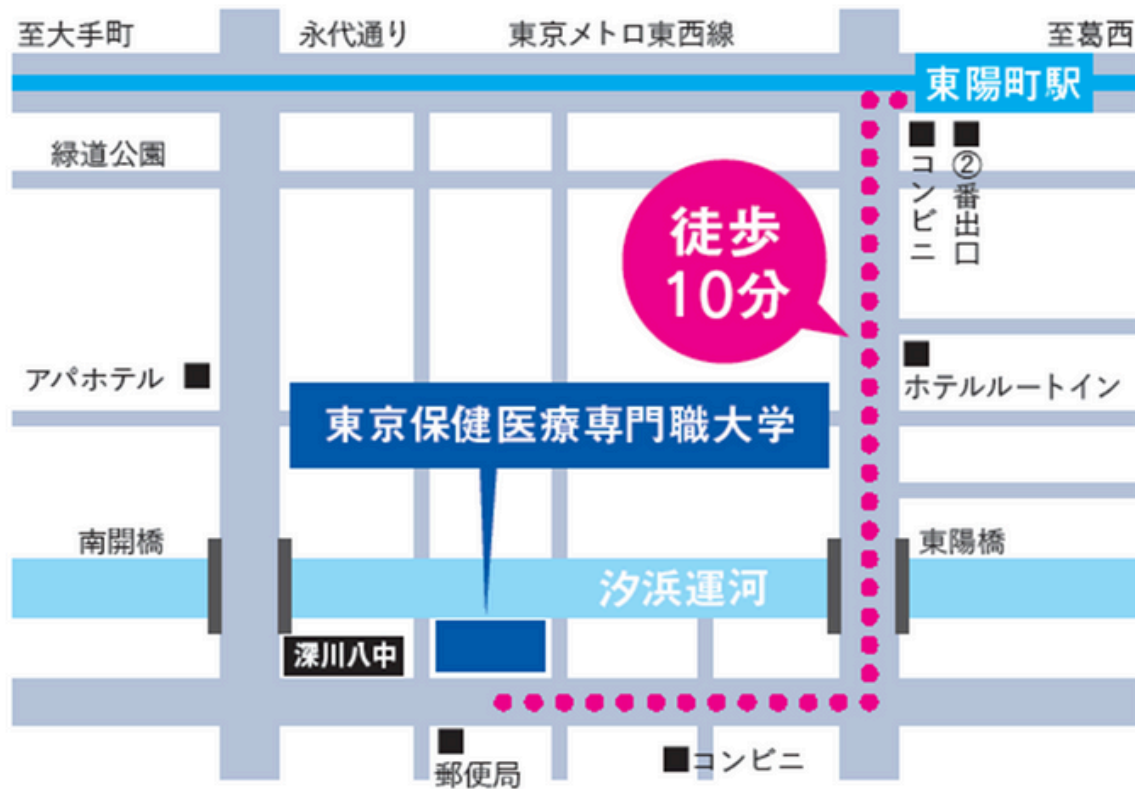 至大手町
永代通り
東京メトロ東西線
至葛西
東陽町駅
緑道公園
コンビニ
②番出口
徒歩
10分
アパホテル
ホテルルートイン
東京保健医療専門職大学
南開橋
東陽橋
汐浜運河
深川八中
郵便局
コンビニ